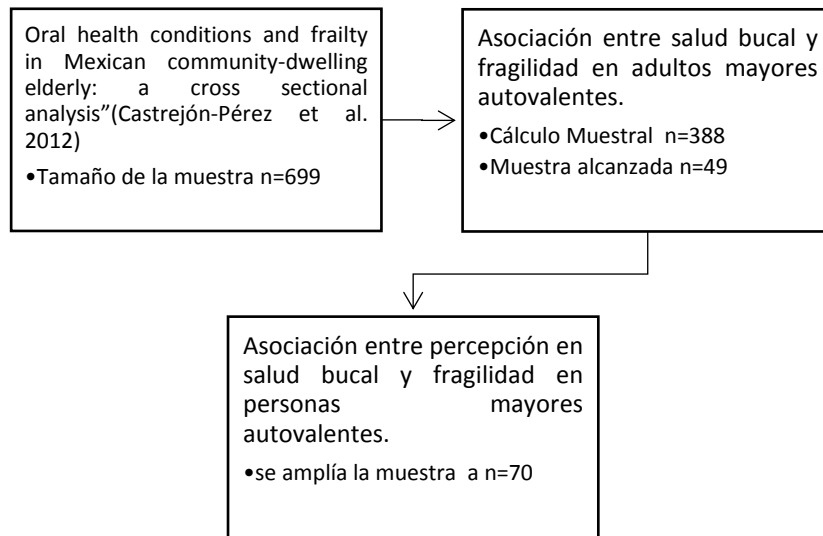 Oral health conditions and frailty
in Mexican community-dwelling
elderly: a cross sectional
analysis”(Castrejón-Pérez et al.
2012)
•Tamaño de la muestra n=699
Asociación entre salud bucal y
fragilidad en adultos mayores
autovalentes.
•Cálculo Muestral n=388
•Muestra alcanzada n=49
Asociación entre percepción en
salud bucal y fragilidad en
personas mayores
autovalentes.
•se amplía la muestra a n=70